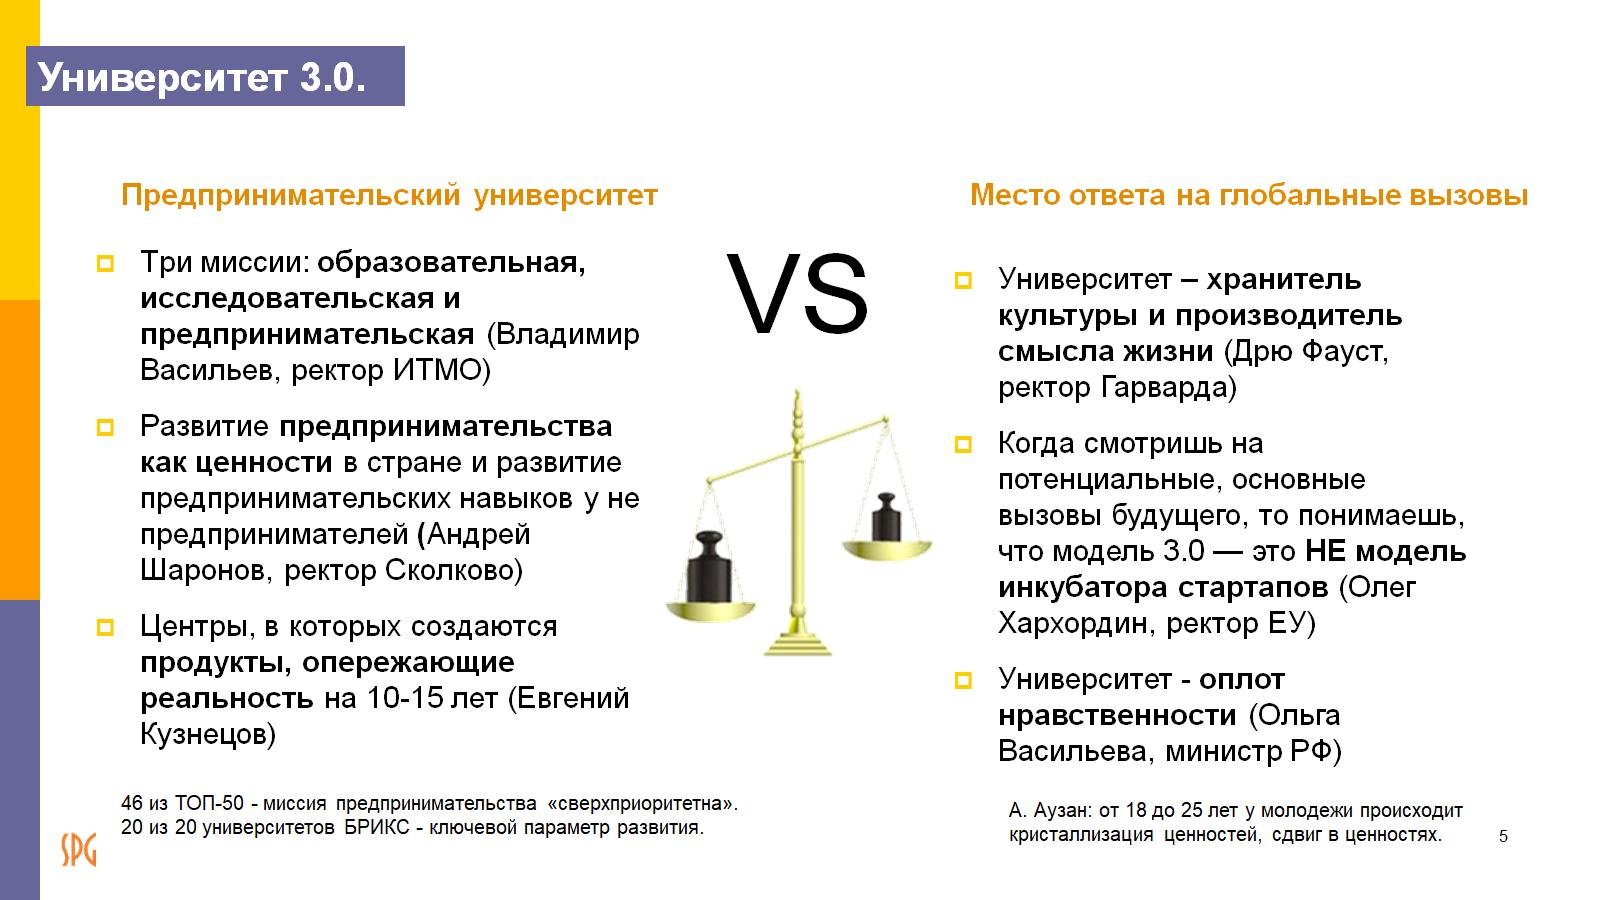 Университет 3.0.
Предпринимательский университет
Три миссии: образовательная,
исследовательская и
предпринимательская (Владимир
Васильев, ректор ИТМО)
Развитие предпринимательства
как ценности в стране и развитие
предпринимательских навыков у не
предпринимателей (Андрей
Шаронов, ректор Сколково)
Центры, в которых создаются
продукты, опережающие
реальность на 10-15 лет (Евгений
Кузнецов)
46 из ТОП-50 - миссия предпринимательства «сверхприоритетна».
20 из 20 университетов БРИКС - ключевой параметр развития.
VS
Место ответа на глобальные вызовы
Университет – хранитель
культуры и производитель
смысла жизни (Дрю Фауст,
ректор Гарварда)
Когда смотришь на
потенциальные, основные
вызовы будущего, то понимаешь,
что модель 3.0 — это НЕ модель
инкубатора стартапов (Олег
Хархордин, ректор ЕУ)
Университет - оплот
нравственности (Ольга
Васильева, министр РФ)
А. Аузан: от 18 до 25 лет у молодежи происходит
кристаллизация ценностей, сдвиг в ценностях.
SPG
5